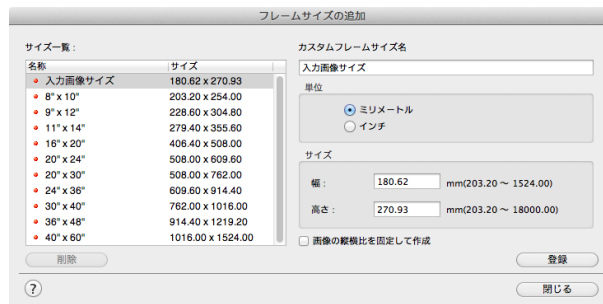 フレームサイズの追加
サイズ一覧 :
名称 サイズ
入力画像サイズ 180.62 x 270.93
8" x 10" 203.20 x 254.00
9" x 12" 228.60 x 304.80
11" x 14" 279.40 x 355.60
16" x 20" 406.40 x 508.00
20" x 24" 508.00 x 609.60
20" x 30" 508.00 x 762.00
24" x 36" 609.60 x 914.40
30" x 40" 762.00 x 1016.00
36" x 48" 914.40 x 1219.20
40" x 60" 1016.00 x 1524.00
削除
?
カスタムフレームサイズ名
入力画像サイズ
単位
ミリメートル
インチ
サイズ
幅 : 180.62 mm(203.20 ~ 1524.00)
高さ : 270.93 mm(203.20 ~ 18000.00)
画像の縦横比を固定して作成
登録
閉じる